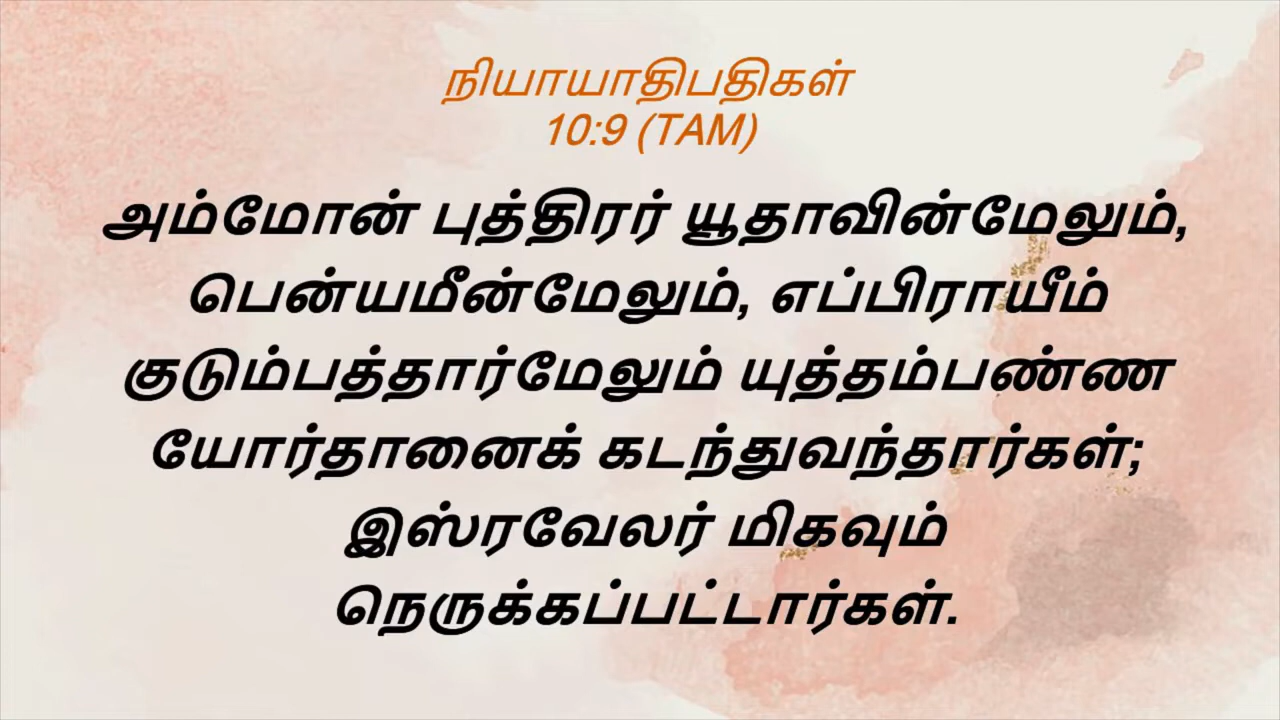 நியாயாதிபதிகள்
10:9 (TAM)
அம்மோன் புத்திரர் யூதாவின்மேலும்,
பென்யமீன்மேலும், எப்பிராயீம்
குடும்பத்தார்மேலும் யுத்தம்பண்ண
யோர்தானைக் கடந்துவந்தார்கள்;
இஸ்ரவேலர் மிகவும்
நெருக்கப்பட்டார்கள்.